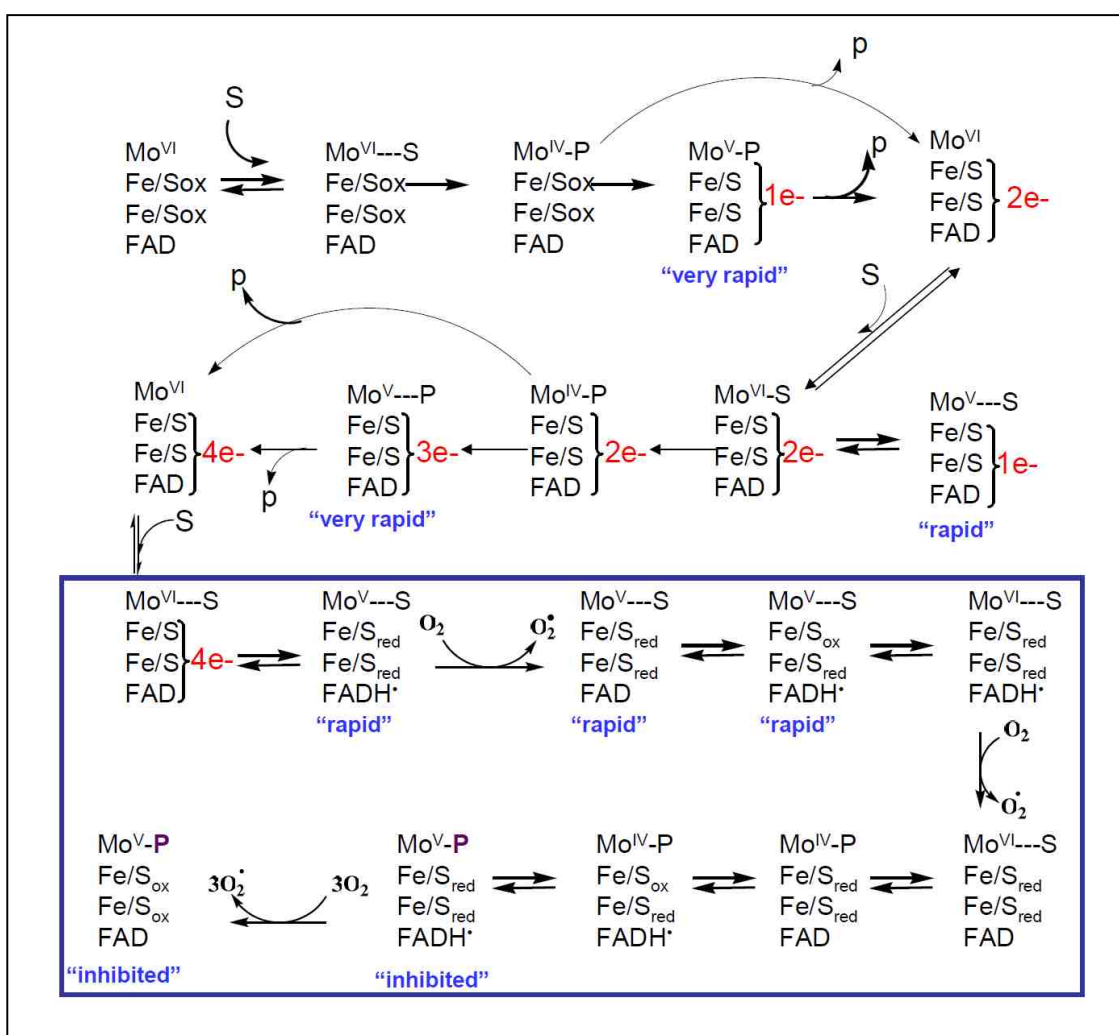 p
S
Mo^VI Mo^VI---S Mo^IV-P Mo^V-P p Mo^VI
Fe/Sox Fe/Sox Fe/Sox Fe/S Fe/S
Fe/Sox Fe/Sox Fe/Sox Fe/S 1e- Fe/S 2e-
FAD FAD FAD FAD FAD
“very rapid”
p S
Mo^VI Mo^V---P Mo^IV-P Mo^VI-S Mo^V---S
Fe/S Fe/S Fe/S Fe/S Fe/S
Fe/S 4e- Fe/S 3e- Fe/S 2e- Fe/S 2e- Fe/S 1e-
FAD p FAD FAD FAD FAD
“very rapid” “rapid”
S
Mo^VI---S Mo^V---S Mo^V---S Mo^V---S Mo^VI---S
Fe/S Fe/S_red O₂ O₂^• Fe/S_red Fe/S_ox Fe/S_red
Fe/S 4e- Fe/S_red Fe/S_red Fe/S_red Fe/S_red
FAD FADH• FAD FADH• FADH•
“rapid” “rapid” “rapid”
O₂
O₂^•
Mo^V-P Mo^V-P Mo^IV-P Mo^IV-P Mo^VI---S
Fe/S_ox 3O₂^• 3O₂ Fe/S_red Fe/S_ox Fe/S_red Fe/S_red
Fe/S_ox Fe/S_red Fe/S_red Fe/S_red Fe/S_red
FAD FADH• FADH• FAD FAD
“inhibited” “inhibited”